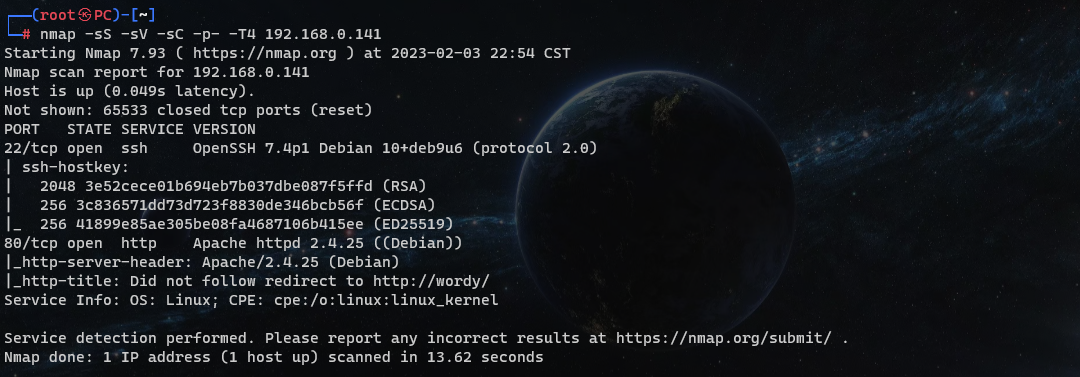 ┌──(root㉿PC)-[~]
└─# nmap -sS -sV -sC -p- -T4 192.168.0.141
Starting Nmap 7.93 ( https://nmap.org ) at 2023-02-03 22:54 CST
Nmap scan report for 192.168.0.141
Host is up (0.049s latency).
Not shown: 65533 closed tcp ports (reset)
PORT   STATE SERVICE VERSION
22/tcp open  ssh     OpenSSH 7.4p1 Debian 10+deb9u6 (protocol 2.0)
| ssh-hostkey:
|   2048 3e52cece01b694eb7b037dbe087f5ffd (RSA)
|   256 3c836571dd73d723f8830de346bcb56f (ECDSA)
|_  256 41899e85ae305be08fa4687106b415ee (ED25519)
80/tcp open  http    Apache httpd 2.4.25 ((Debian))
|_http-server-header: Apache/2.4.25 (Debian)
|_http-title: Did not follow redirect to http://wordy/
Service Info: OS: Linux; CPE: cpe:/o:linux:linux_kernel
Service detection performed. Please report any incorrect results at https://nmap.org/submit/ .
Nmap done: 1 IP address (1 host up) scanned in 13.62 seconds